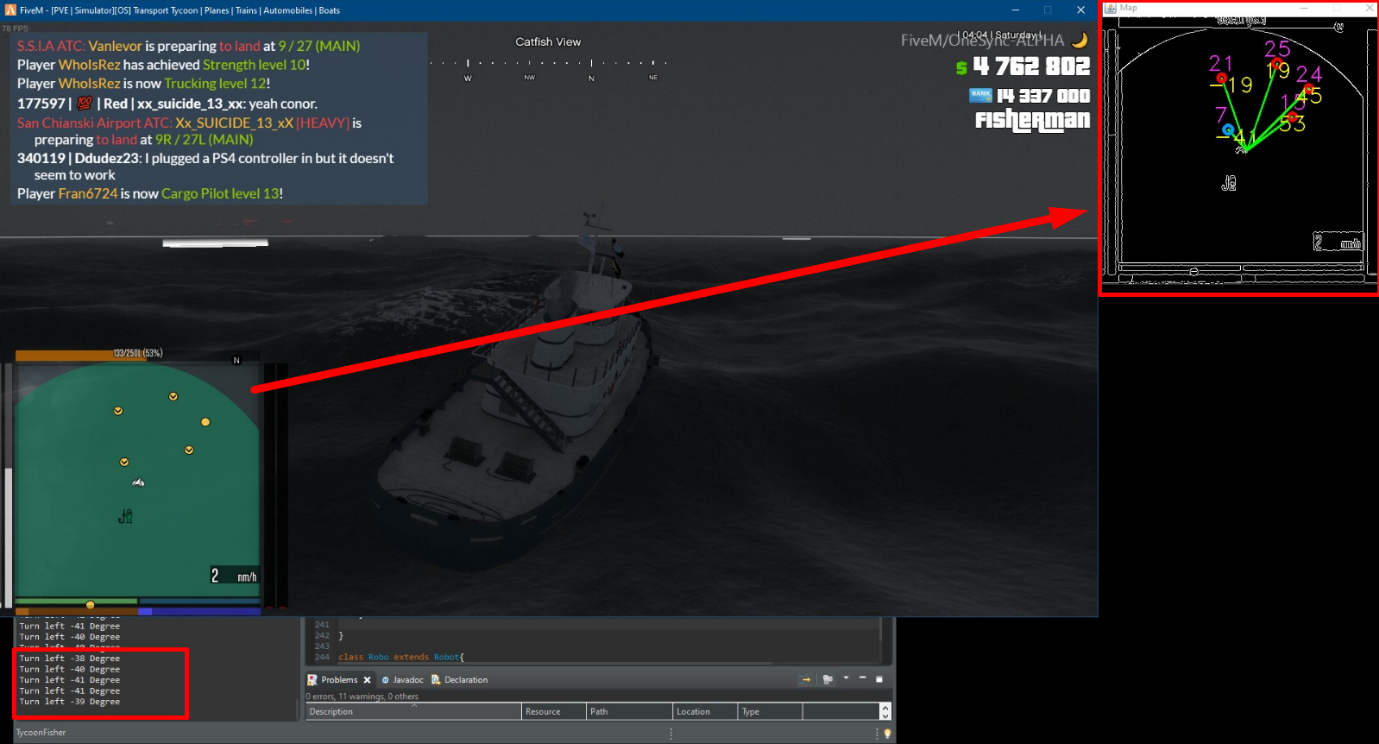 FiveM - [PVE | Simulator][OS] Transport Tycoon | Planes | Trains | Automobiles | Boats
78 FPS
S.S.I.A ATC: Vanlevor is preparing to land at 9 / 27 (MAIN)
Player WhoIsRez has achieved Strength level 10!
Player WhoIsRez is now Trucking level 12!
177597 | 💯 | Red | xx_suicide_13_xx: yeah conor.
San Chianski Airport ATC: Xx_SUICIDE_13_xX [HEAVY] is
preparing to land at 9R / 27L (MAIN)
340119 | Ddudez23: I plugged a PS4 controller in but it doesn't
seem to work
Player Fran6724 is now Cargo Pilot level 13!
Catfish View
W NW N NE
| 04:04 | Saturday |
FiveM/OneSync-ALPHA
$ 4 762 802
BANK 14 337 000
FISHERMAN
Map
N
25
21 19
-19 24
45
7
-41 53
2 nm/h
133/250L (53%)
N
2 nm/h
Turn left -41 Degree
Turn left -40 Degree
Turn left -38 Degree
Turn left -40 Degree
Turn left -41 Degree
Turn left -41 Degree
Turn left -39 Degree
241
242 }
243
244 class Robo extends Robot{
Problems Javadoc Declaration
0 errors, 11 warnings, 0 others
Description Resource Path Location Type
TycoonFisher